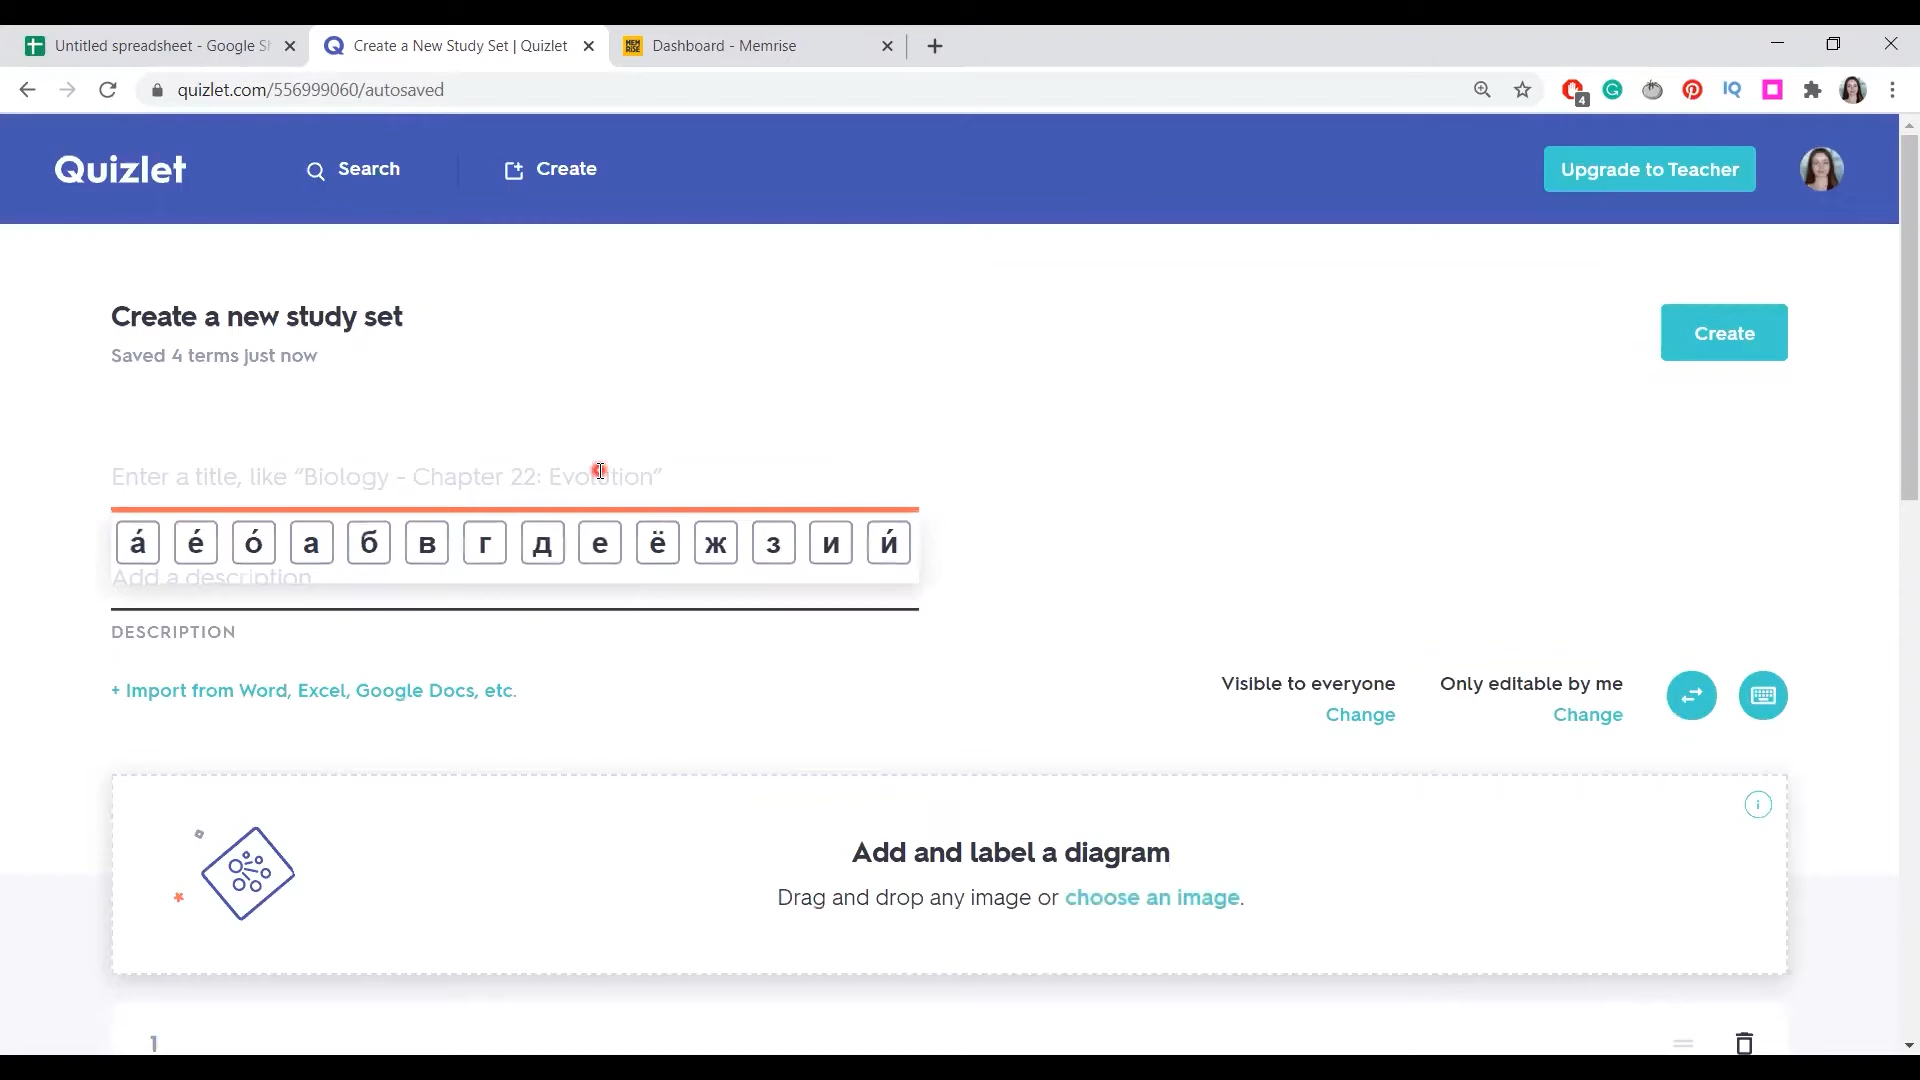 Untitled spreadsheet - Google Sh
Create a New Study Set | Quizlet
Dashboard - Memrise
quizlet.com/556999060/autosaved
4
IQ
Quizlet
Search
Create
Upgrade to Teacher
Create a new study set
Saved 4 terms just now
Create
Enter a title, like “Biology - Chapter 22: Evolution”
а́ е́ о́ а б в г д е ё ж з и и́
Add a description
DESCRIPTION
+ Import from Word, Excel, Google Docs, etc.
Visible to everyone
Change
Only editable by me
Change
Add and label a diagram
Drag and drop any image or choose an image.
1